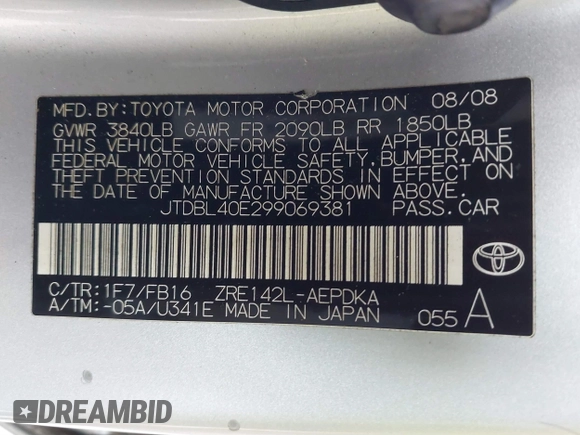 MFD.BY:TOYOTA MOTOR CORPORATION 08/08
GVWR 3840LB GAWR FR 2090LB RR 1850LB
THIS VEHICLE CONFORMS TO ALL APPLICABLE
FEDERAL MOTOR VEHICLE SAFETY, BUMPER, AND
THEFT PREVENTION STANDARDS IN EFFECT ON
THE DATE OF MANUFACTURE SHOWN ABOVE.
JTDBL40E299069381 PASS.CAR
C/TR:1F7/FB16 ZRE142L-AEPDKA
A/TM:-05A/U341E MADE IN JAPAN 055 A
DREAMBID